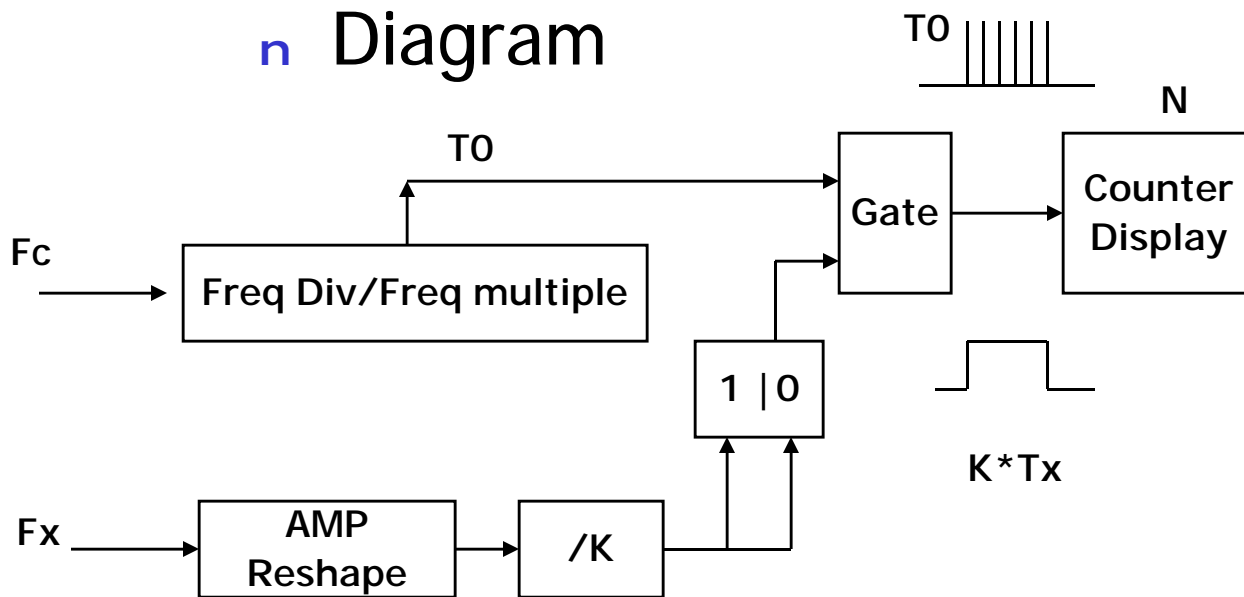 n Diagram
T0
N
T0
Gate
Counter
Display
Fc
Freq Div/Freq multiple
1 | 0
K*Tx
Fx
AMP
Reshape
/K